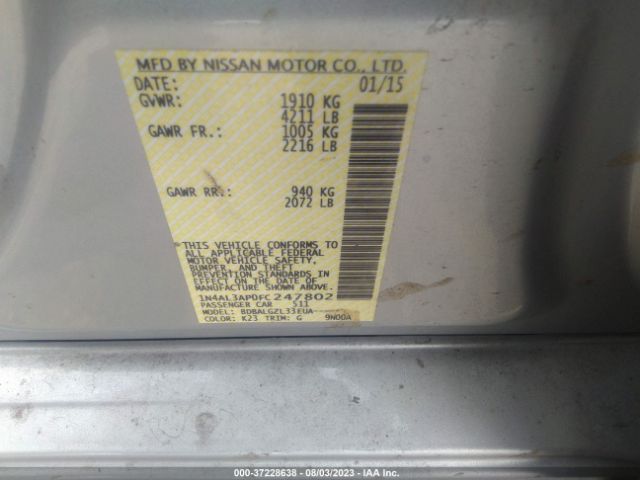 MFD BY NISSAN MOTOR CO., LTD.
DATE: 01/15
GVWR: 1910 KG
4211 LB
GAWR FR.: 1005 KG
2216 LB
GAWR RR.: 940 KG
2072 LB
*THIS VEHICLE CONFORMS TO
ALL APPLICABLE FEDERAL
MOTOR VEHICLE SAFETY,
BUMPER, AND THEFT
PREVENTION STANDARDS IN
EFFECT ON THE DATE OF
MANUFACTURE SHOWN ABOVE.
1N4AL3AP0FC247802
PASSENGER CAR 511
MODEL: BDBALGZL33EUA-----
COLOR: K23 TRIM: G 9N00A
000-37228638 - 08/03/2023 - IAA Inc.